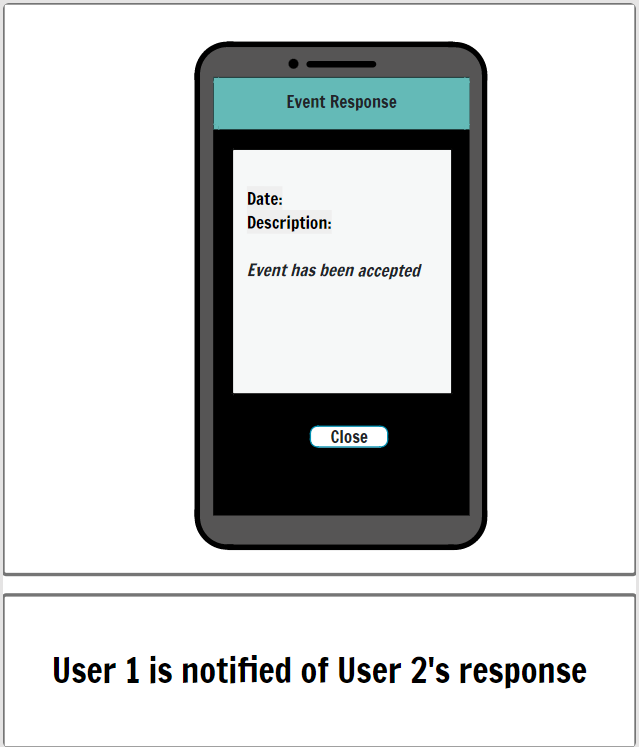 Event Response
Date:
Description:
Event has been accepted
Close
User 1 is notified of User 2's response